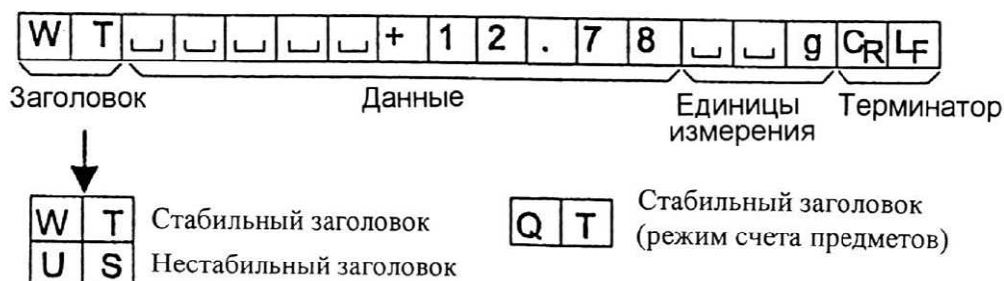 W T ␣ ␣ ␣ ␣ ␣ + 1 2 . 7 8 ␣ ␣ g CR LF
Заголовок Данные Единицы измерения Терминатор
W T Стабильный заголовок
U S Нестабильный заголовок
Q T Стабильный заголовок
(режим счета предметов)